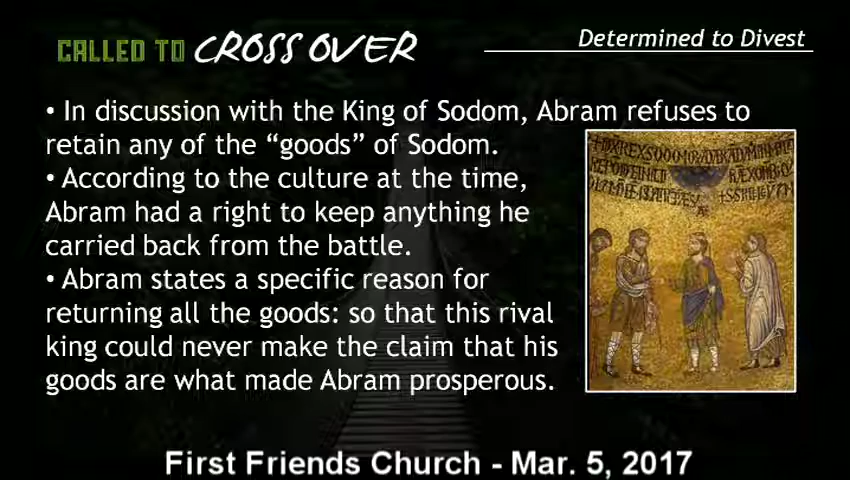 CALLED TO CROSS OVER
Determined to Divest
• In discussion with the King of Sodom, Abram refuses to
retain any of the “goods” of Sodom.
• According to the culture at the time,
Abram had a right to keep anything he
carried back from the battle.
• Abram states a specific reason for
returning all the goods: so that this rival
king could never make the claim that his
goods are what made Abram prosperous.
First Friends Church - Mar. 5, 2017